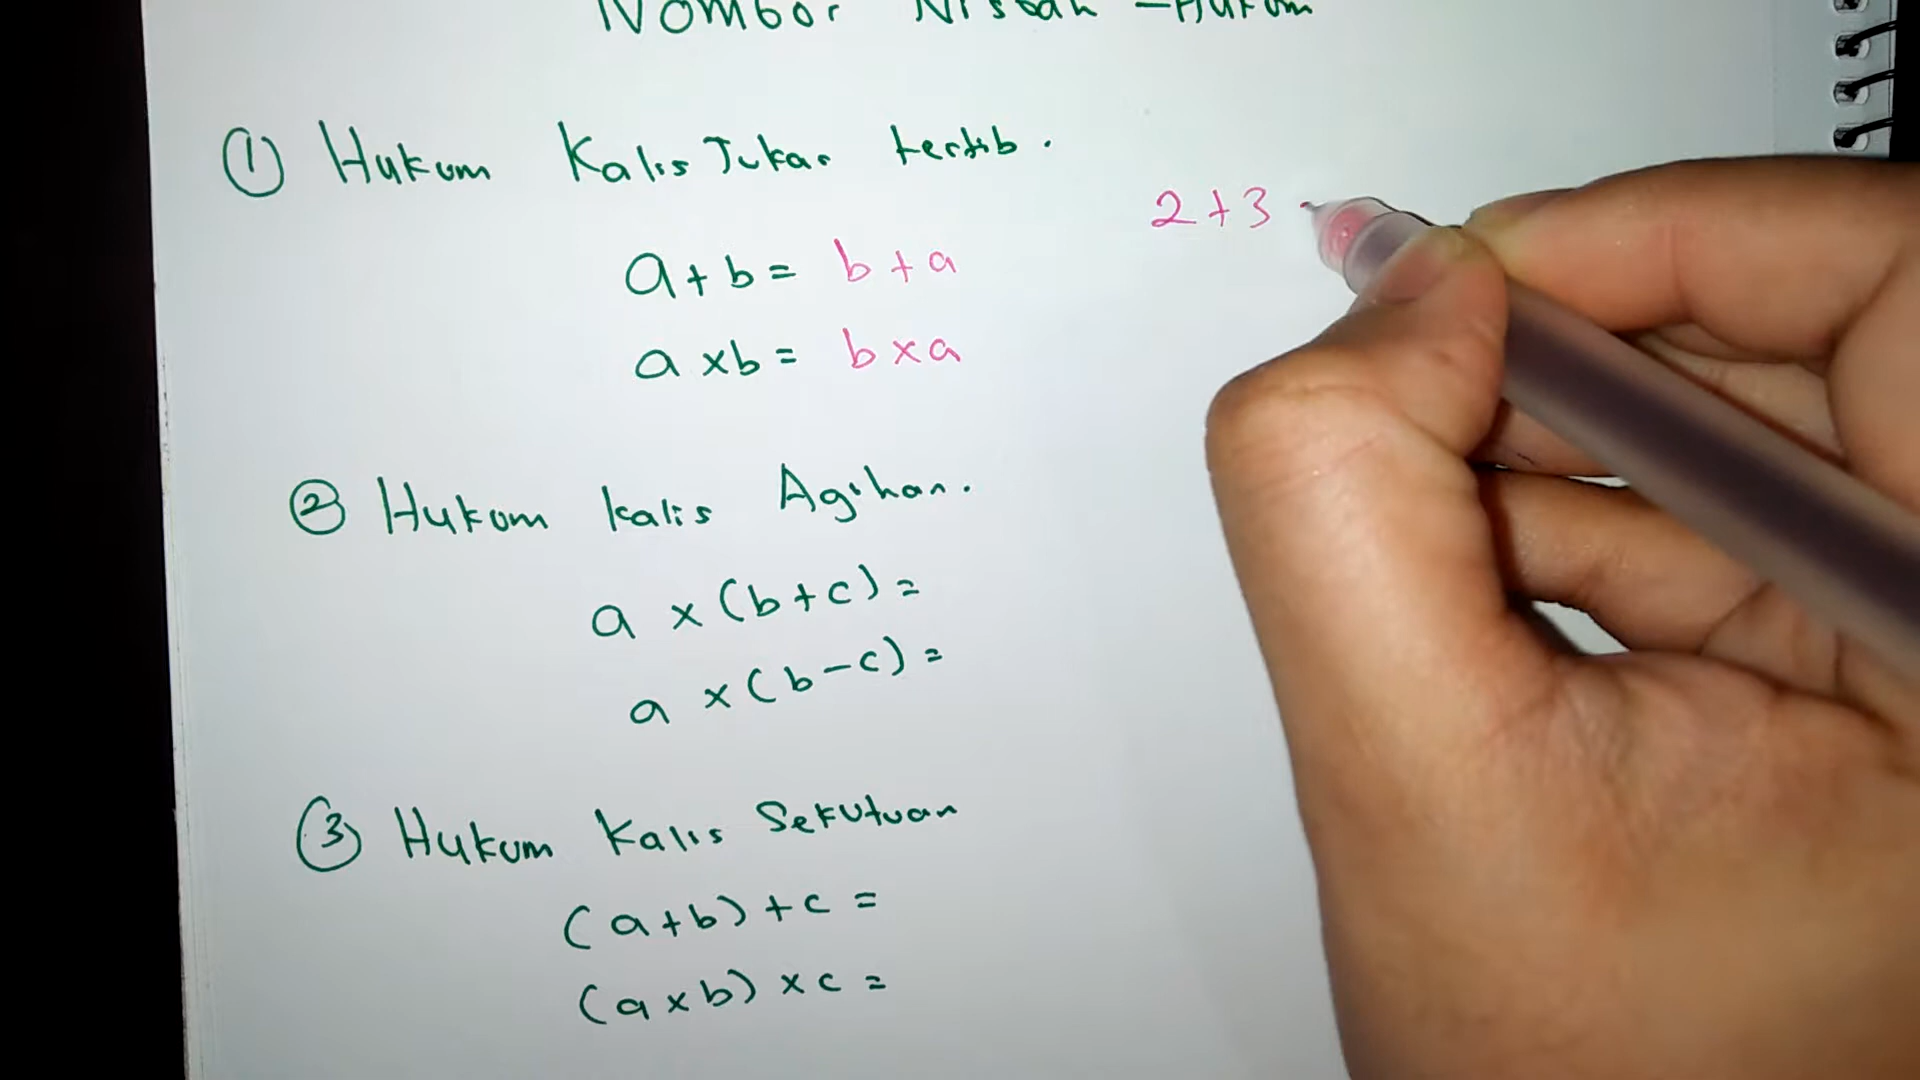 Nombor Nisbah - Hukum
① Hukum Kalis Tukar tertib.
2+3 -
a+b= b+a
a×b= b×a
② Hukum kalis Agihan.
a × (b+c) =
a × (b-c) =
③ Hukum Kalis Sekutuan
(a+b) +c =
(a×b) ×c =